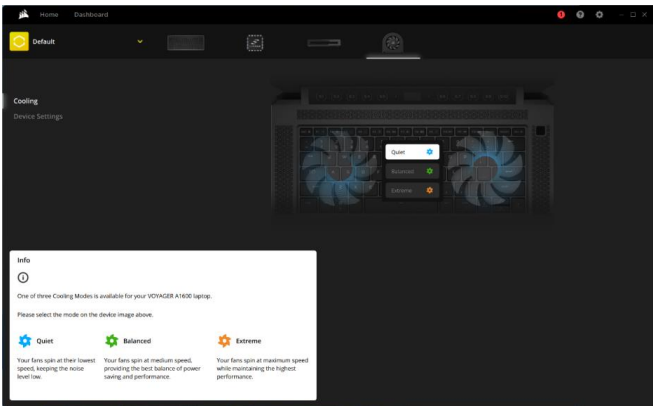 Home Dashboard
Default
Cooling
Device Settings
Quiet
Balanced
Extreme
Info
One of three Cooling Modes is available for your VOYAGER A1600 laptop.
Please select the mode on the device image above.
Quiet
Your fans spin at their lowest
speed, keeping the noise
level low.
Balanced
Your fans spin at medium speed,
providing the best balance of power
saving and performance.
Extreme
Your fans spin at maximum speed
while maintaining the highest
performance.